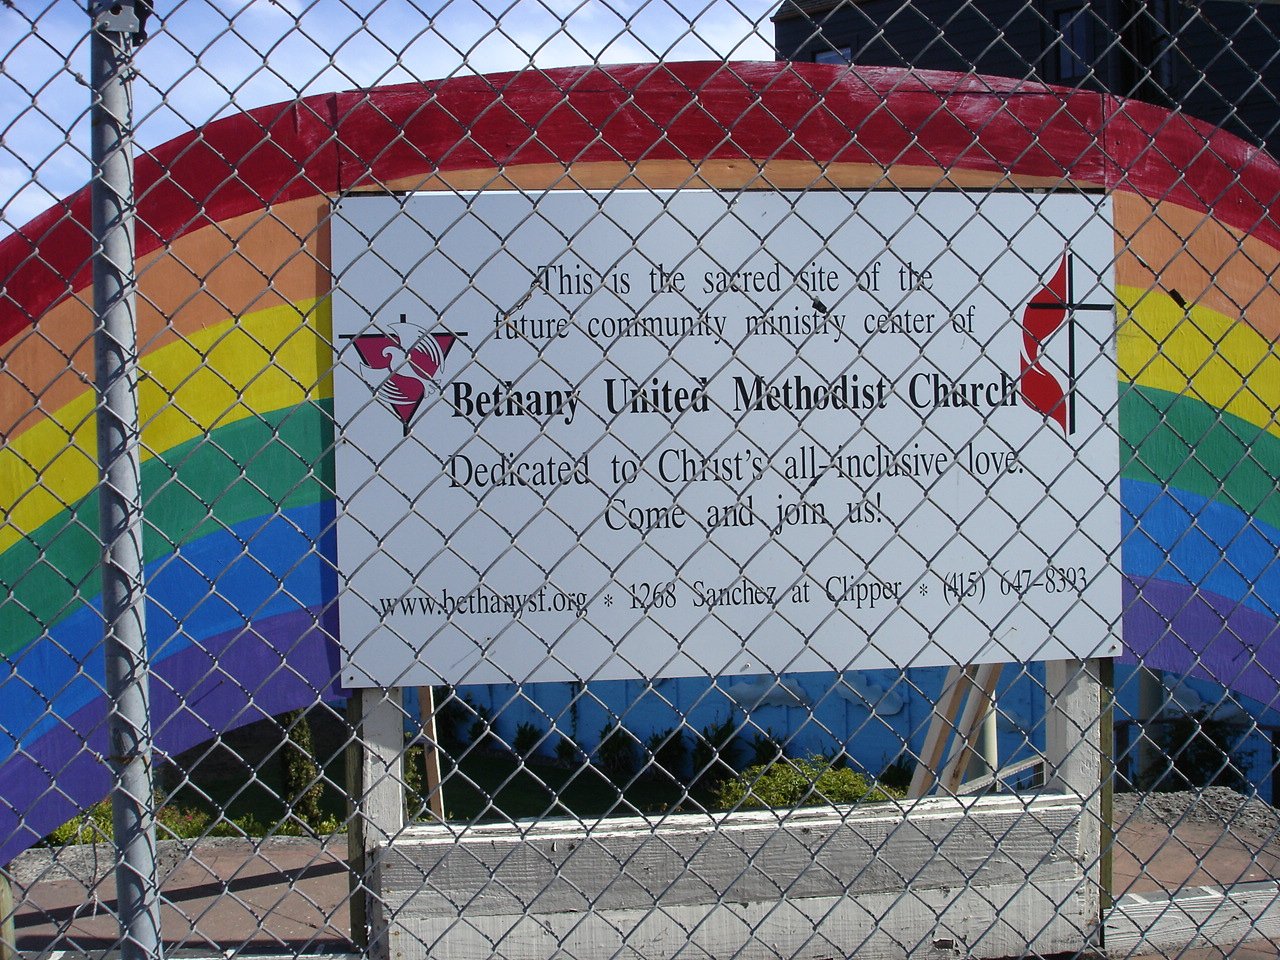 This is the sacred site of the
future community ministry center of
Bethany United Methodist Church
Dedicated to Christ's all-inclusive love.
Come and join us!
www.bethanysf.org * 1268 Sanchez at Clipper * (415) 647-8393